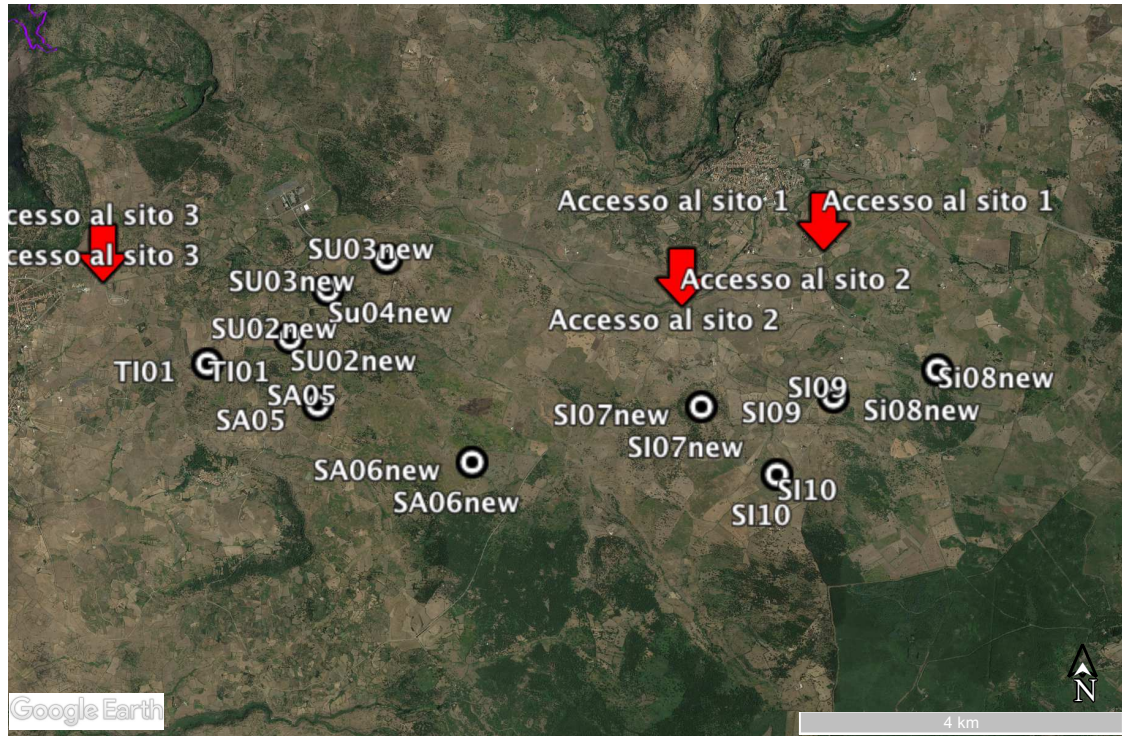 Accesso al sito 1
Accesso al sito 1
cesso al sito 3
SU03new
cesso al sito 3
SU03new
Accesso al sito 2
Su04new
Accesso al sito 2
SU02new
SU02new
TI01
TI01
Si08new
SA05
SI09
SA05
SI07new
SI09
Si08new
SI07new
SA06new
SI10
SA06new
SI10
N
Google Earth
4 km